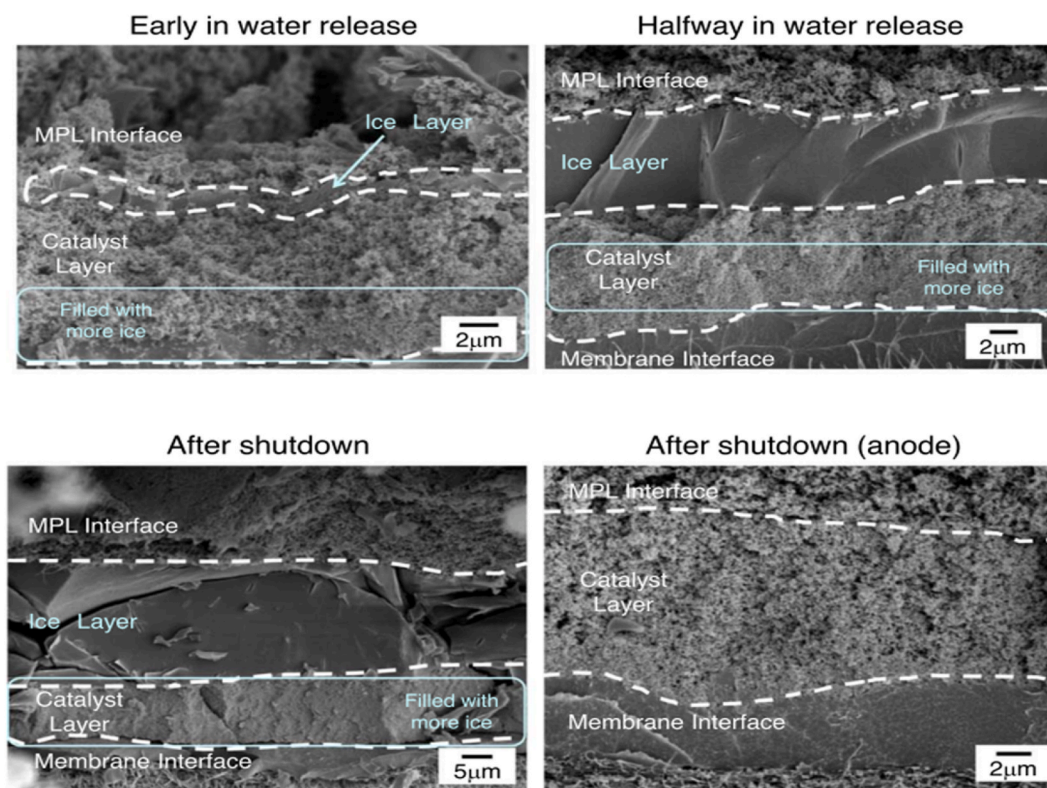 Early in water release
MPL Interface
Ice Layer
Catalyst
Layer
Filled with
more ice
2μm
Halfway in water release
MPL Interface
Ice Layer
Catalyst
Layer
Filled with
more ice
Membrane Interface
2μm
After shutdown
MPL Interface
Ice Layer
Catalyst
Layer
Filled with
more ice
Membrane Interface
5μm
After shutdown (anode)
MPL Interface
Catalyst
Layer
Membrane Interface
2μm